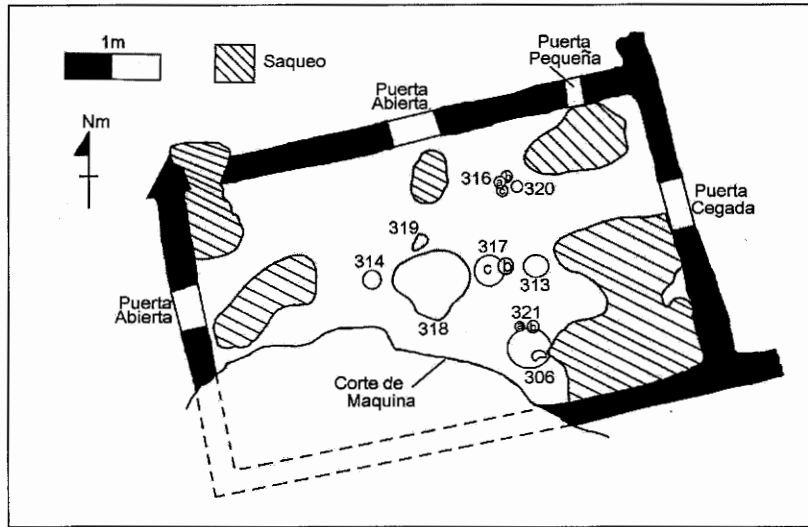 1m
Saqueo
Nm
Puerta
Abierta
Puerta
Pequeña
Puerta
Cegada
316
b
a
c
320
319
314
317
c
b
313
318
321
a
b
306
Puerta
Abierta
Corte de
Maquina